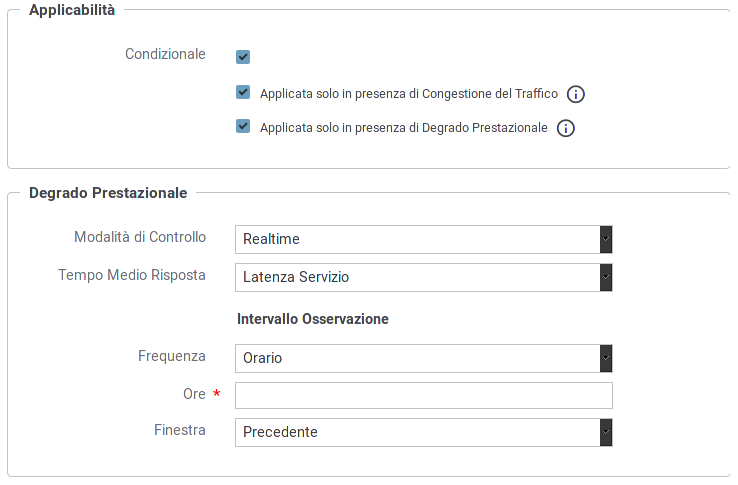 Applicabilità
Condizionale
Applicata solo in presenza di Congestione del Traffico
Applicata solo in presenza di Degrado Prestazionale
Degrado Prestazionale
Modalità di Controllo Realtime
Tempo Medio Risposta Latenza Servizio
Intervallo Osservazione
Frequenza Orario
Ore *
Finestra Precedente